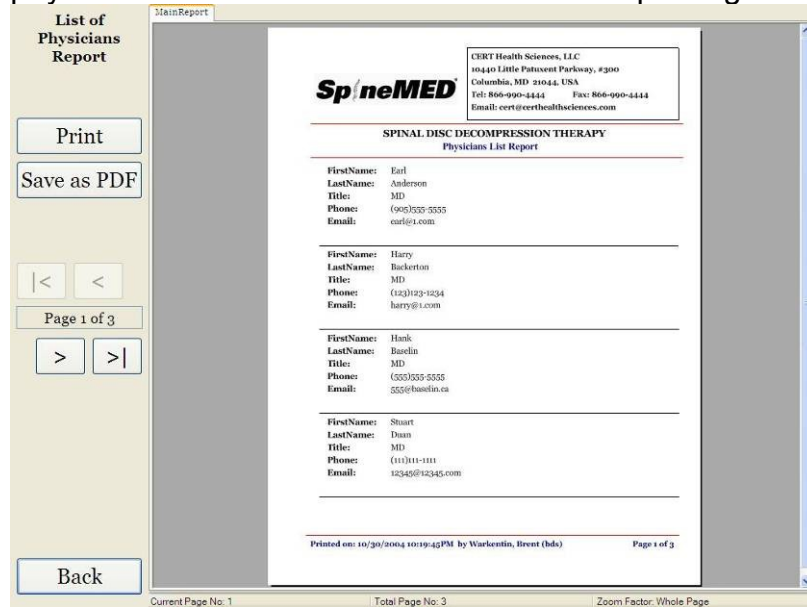 List of
Physicians
Report
Print
Save as PDF
|< <
Page 1 of 3
> >|
Back
MainReport
SpineMED
CERT Health Sciences, LLC
10440 Little Patuxent Parkway, #300
Columbia, MD 21044, USA
Tel: 866-990-4444 Fax: 866-990-4444
Email: cert@certhealthsciences.com
SPINAL DISC DECOMPRESSION THERAPY
Physicians List Report
FirstName: Earl
LastName: Anderson
Title: MD
Phone: (905)555-5555
Email: earl@1.com
FirstName: Harry
LastName: Backerton
Title: MD
Phone: (123)123-1234
Email: harry@1.com
FirstName: Hank
LastName: Baselin
Title: MD
Phone: (555)555-5555
Email: 555@baselin.ca
FirstName: Stuart
LastName: Daan
Title: MD
Phone: (111)111-1111
Email: 12345@12345.com
Printed on: 10/30/2004 10:19:45PM by Warkentin, Brent (bds) Page 1 of 3
Current Page No: 1 Total Page No: 3 Zoom Factor: Whole Page